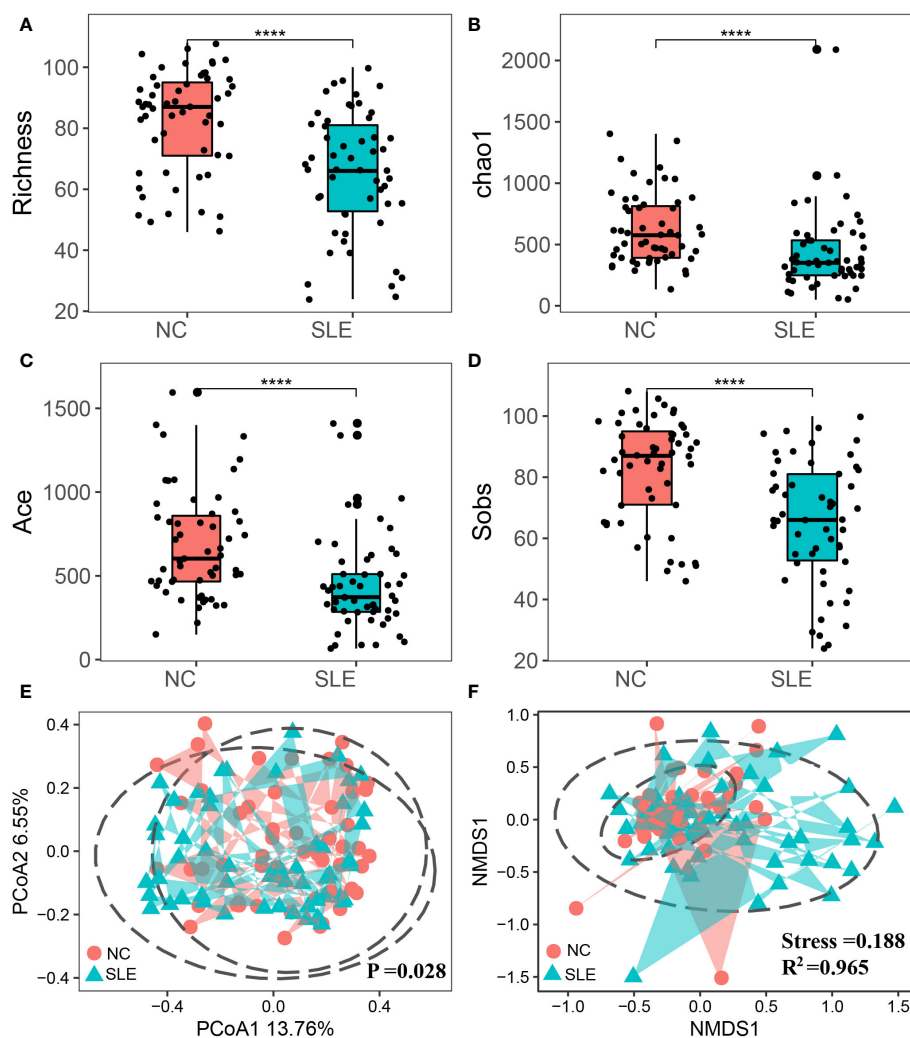 A
****
Richness
100
80
60
40
20
NC
SLE
B
****
chao1
2000
1500
1000
500
0
NC
SLE
C
****
Ace
1500
1000
500
0
NC
SLE
D
****
Sobs
100
80
60
40
20
NC
SLE
E
PCoA2 6.55%
0.4
0.2
0.0
−0.2
−0.4
NC
SLE
P =0.028
−0.4
0.0
0.4
PCoA1 13.76%
F
NMDS1
1.0
0.5
0.0
−0.5
−1.0
−1.5
NC
SLE
Stress =0.188
R²=0.965
−1.0
−0.5
0.0
0.5
1.0
1.5
NMDS1